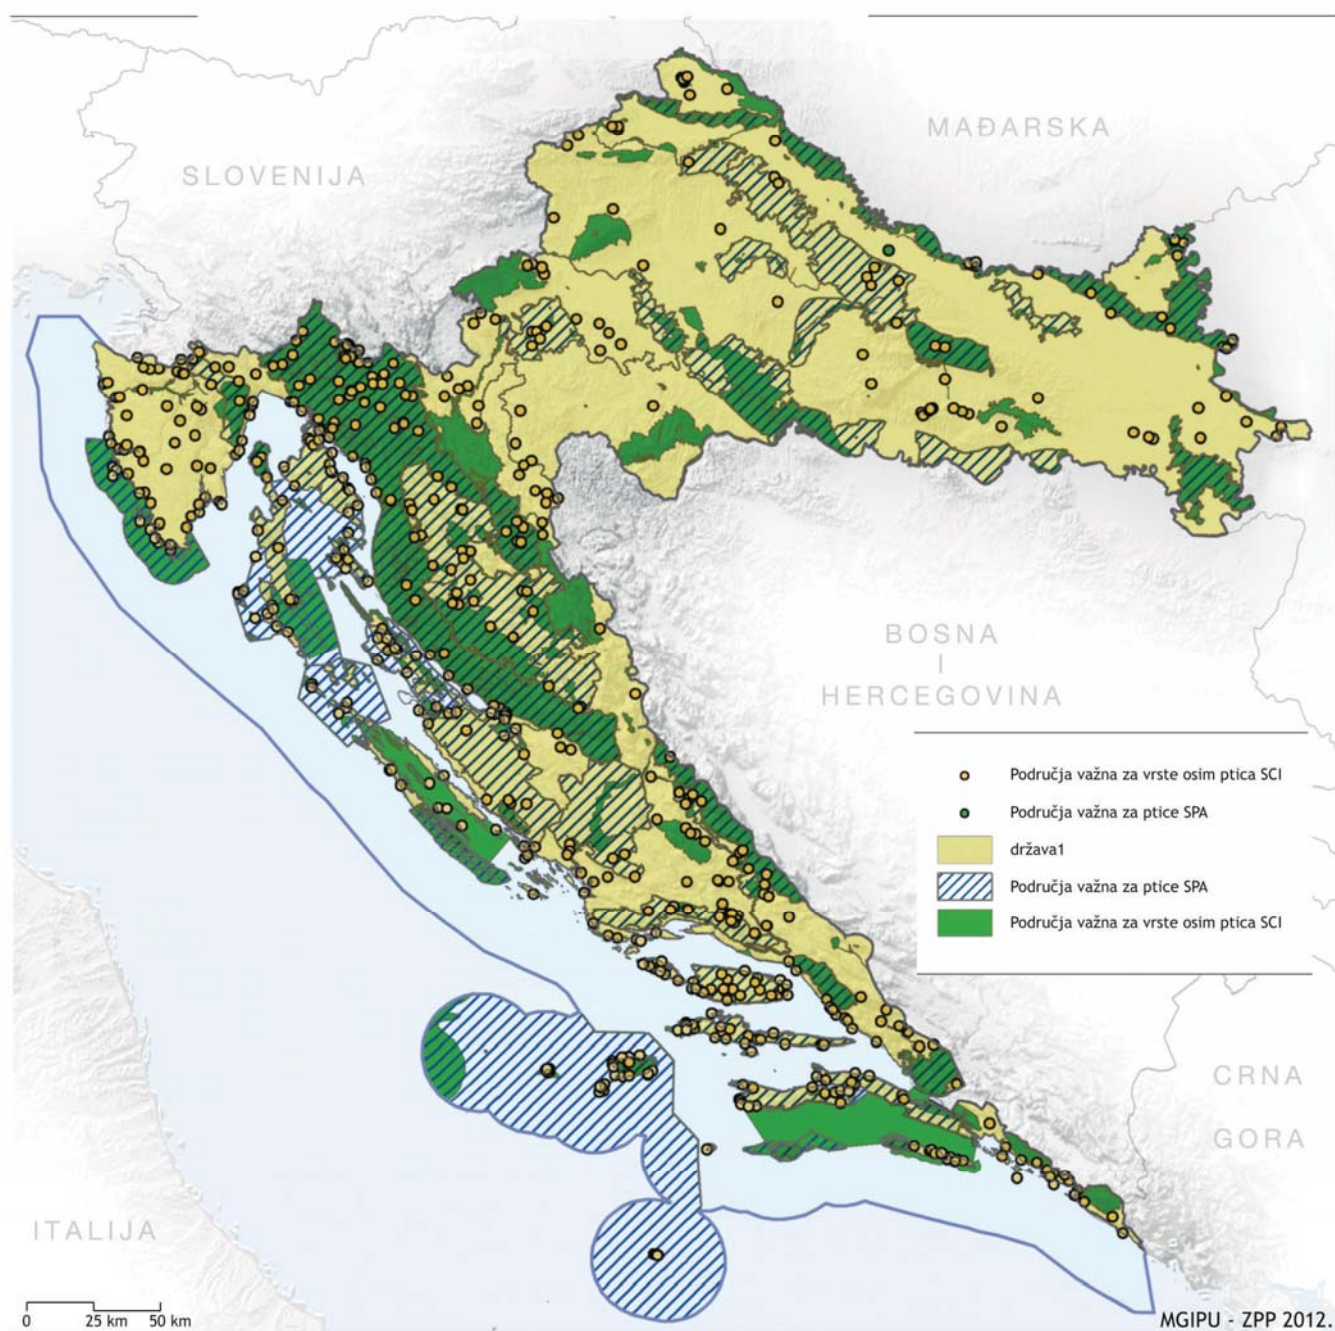 MAĐARSKA
SLOVENIJA
BOSNA
I
HERCEGOVINA
Područja važna za vrste osim ptica SCI
Područja važna za ptice SPA
država1
Područja važna za ptice SPA
Područja važna za vrste osim ptica SCI
CRNA
GORA
ITALIJA
0 25 km 50 km
MGIPU - ZPP 2012.